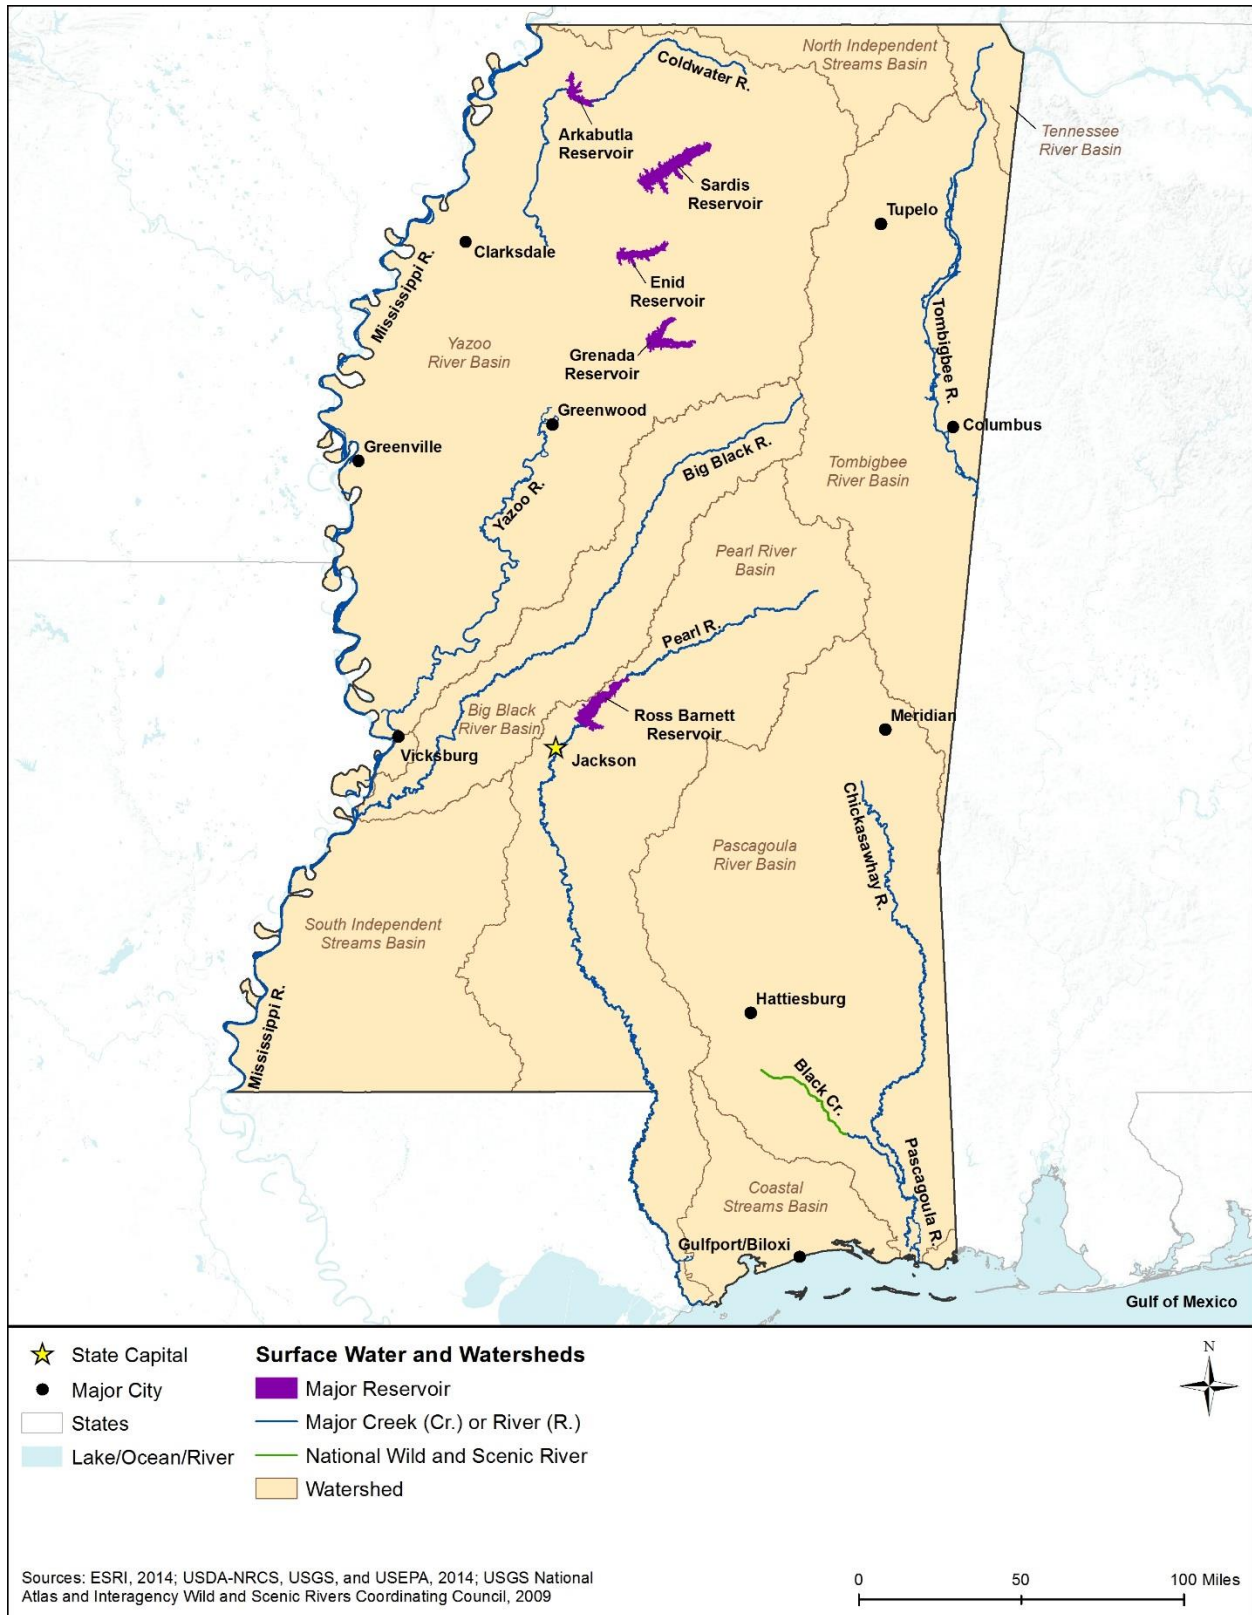 North Independent
Streams Basin
Coldwater R.
Tennessee
River Basin
Arkabutla
Reservoir
Sardis
Reservoir
Tupelo
Clarksdale
Mississippi R.
Enid
Reservoir
Tombigbee R.
Yazoo
River Basin
Grenada
Reservoir
Greenwood
Columbus
Greenville
Big Black R.
Tombigbee
River Basin
Yazoo R.
Pearl River
Basin
Pearl R.
Big Black
River Basin
Ross Barnett
Reservoir
Meridian
Vicksburg
Jackson
Chickasawhay R.
Pascagoula
River Basin
South Independent
Streams Basin
Hattiesburg
Mississippi R.
Black Cr.
Pascagoula R.
Coastal
Streams Basin
Gulfport/Biloxi
Gulf of Mexico
State Capital
Major City
States
Lake/Ocean/River
Surface Water and Watersheds
Major Reservoir
Major Creek (Cr.) or River (R.)
National Wild and Scenic River
Watershed
N
Sources: ESRI, 2014; USDA-NRCS, USGS, and USEPA, 2014; USGS National
Atlas and Interagency Wild and Scenic Rivers Coordinating Council, 2009
0 50 100 Miles